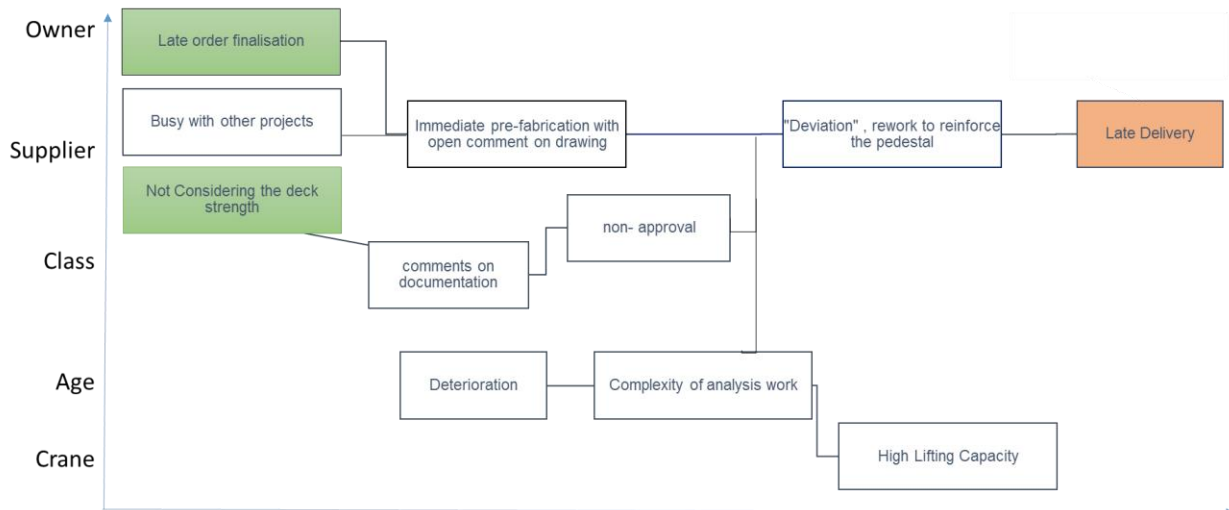 Owner
Late order finalisation
Busy with other projects
Immediate pre-fabrication with
open comment on drawing
"Deviation" , rework to reinforce
the pedestal
Late Delivery
Supplier
Not Considering the deck
strength
non- approval
Class
comments on
documentation
Age
Deterioration
Complexity of analysis work
Crane
High Lifting Capacity